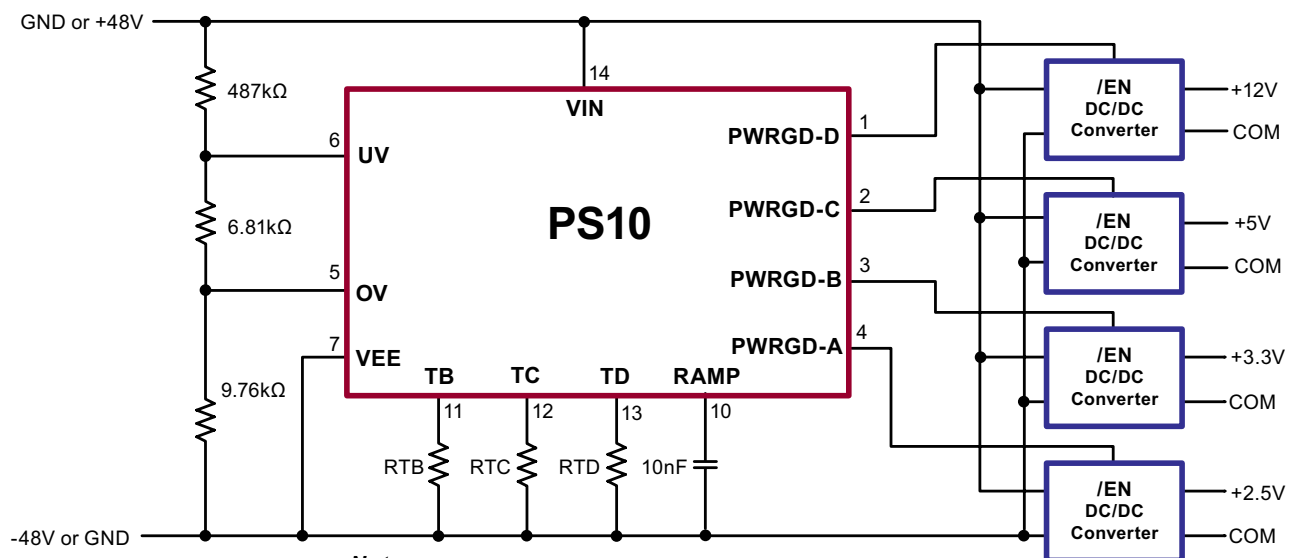 GND or +48V
487kΩ
6.81kΩ
9.76kΩ
-48V or GND
14
VIN
6
UV
5
OV
7
VEE
PS10
PWRGD-D
1
PWRGD-C
2
PWRGD-B
3
PWRGD-A
4
TB
TC
TD
RAMP
11
12
13
10
RTB
RTC
RTD
10nF
/EN
DC/DC
Converter
+12V
COM
/EN
DC/DC
Converter
+5V
COM
/EN
DC/DC
Converter
+3.3V
COM
/EN
DC/DC
Converter
+2.5V
COM